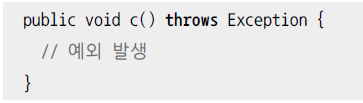 public void c() throws Exception {
// 예외 발생
}